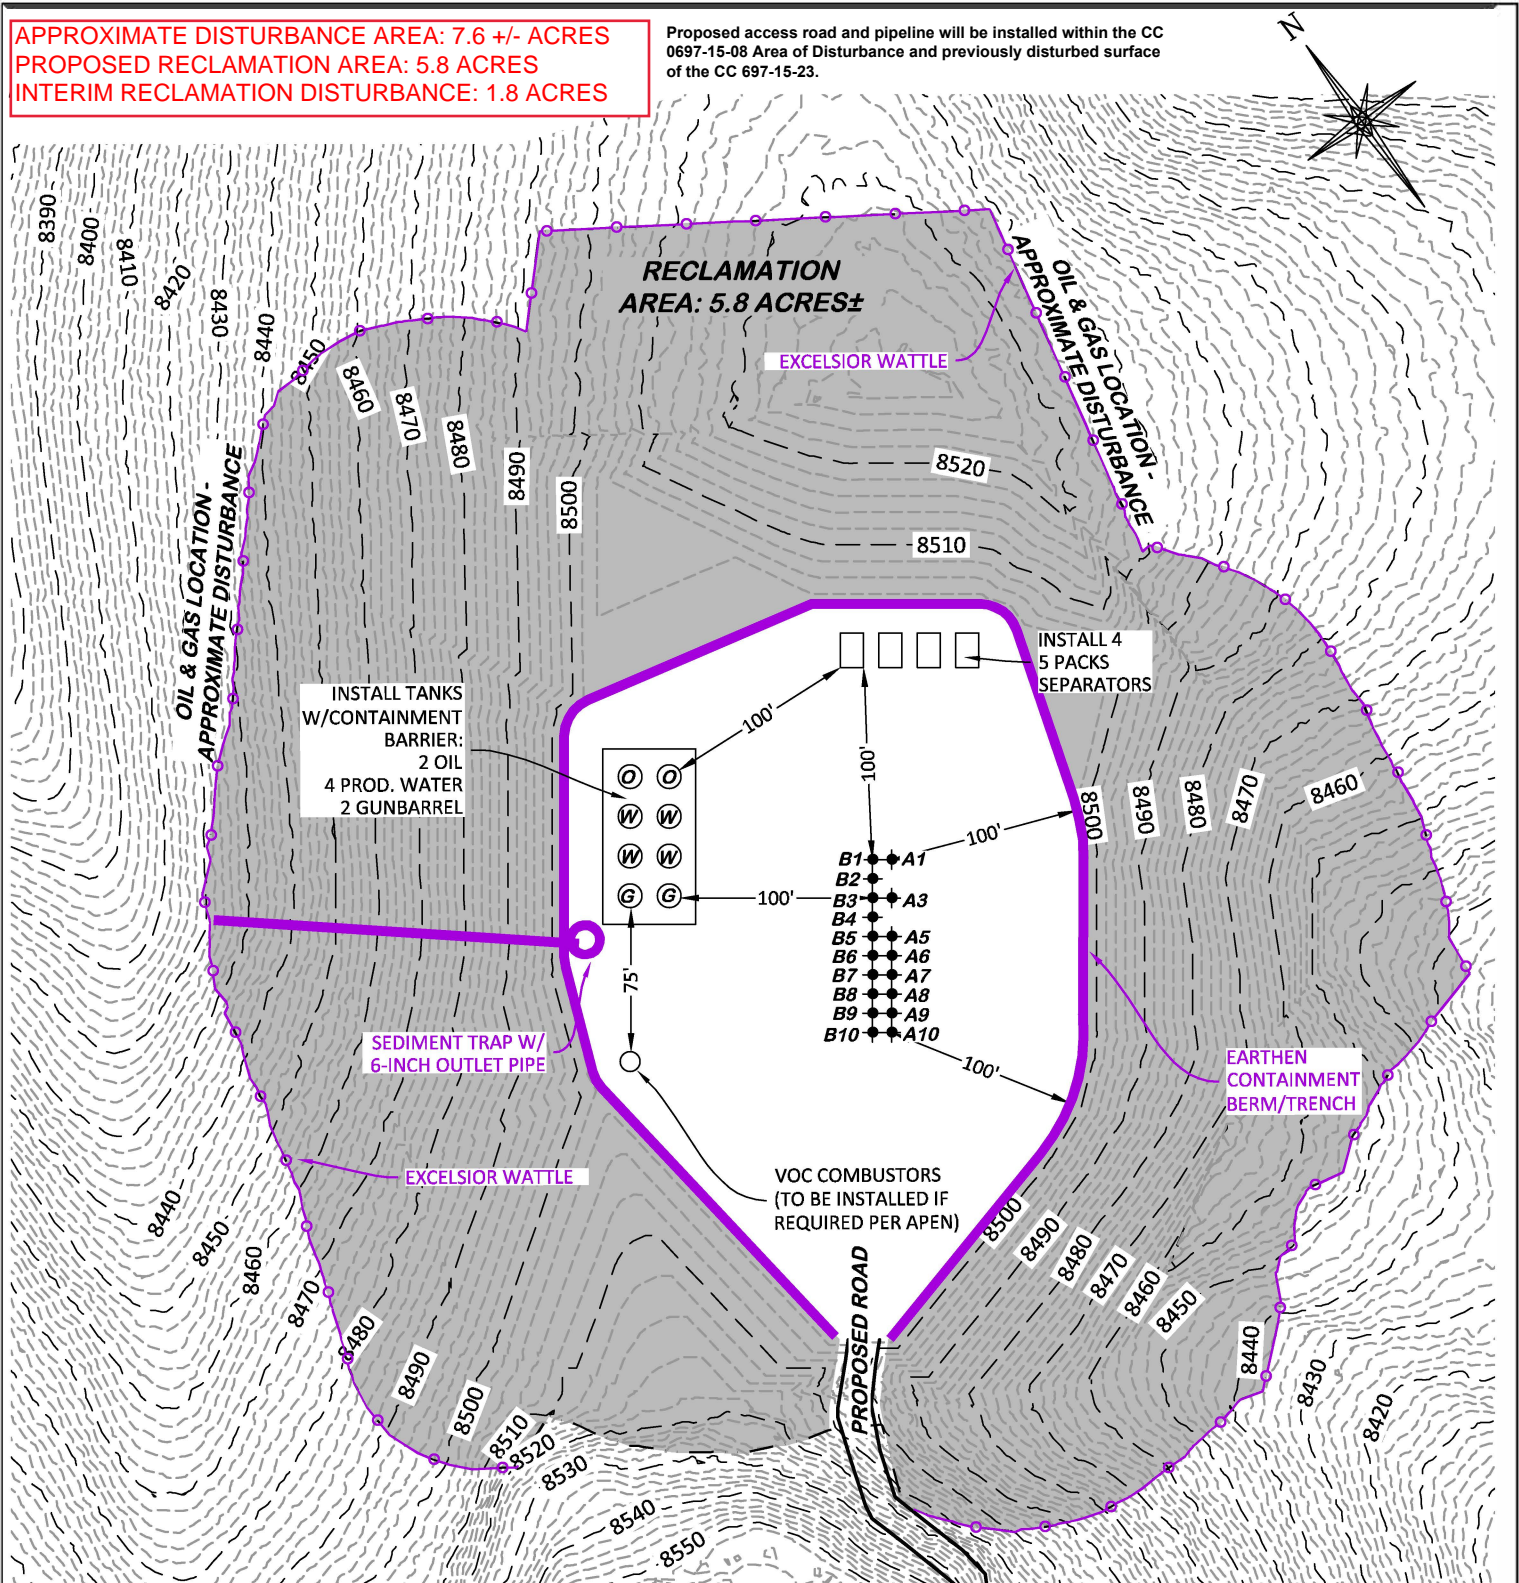 APPROXIMATE DISTURBANCE AREA: 7.6 +/- ACRES
PROPOSED RECLAMATION AREA: 5.8 ACRES
INTERIM RECLAMATION DISTURBANCE: 1.8 ACRES
Proposed access road and pipeline will be installed within the CC
0697-15-08 Area of Disturbance and previously disturbed surface
of the CC 697-15-23.
N
8390
8400
8410
8420
8430
8440
8450
8460
8470
8480
8490
8500
RECLAMATION
AREA: 5.8 ACRES±
EXCELSIOR WATTLE
OIL & GAS LOCATION -
APPROXIMATE DISTURBANCE
8520
8510
OIL & GAS LOCATION -
APPROXIMATE DISTURBANCE
INSTALL 4
5 PACKS
SEPARATORS
INSTALL TANKS
W/CONTAINMENT
BARRIER:
2 OIL
4 PROD. WATER
2 GUNBARREL
100'
100'
O O
W W
W W
G G
100'
100'
75'
B1 A1
B2
B3 A3
B4
B5 A5
B6 A6
B7 A7
B8 A8
B9 A9
B10 A10
100'
8500
8490
8480
8470
8460
SEDIMENT TRAP W/
6-INCH OUTLET PIPE
EARTHEN
CONTAINMENT
BERM/TRENCH
EXCELSIOR WATTLE
VOC COMBUSTORS
(TO BE INSTALLED IF
REQUIRED PER APEN)
PROPOSED ROAD
8440
8450
8460
8470
8480
8490
8500
8510
8520
8530
8540
8550
8500
8490
8480
8470
8460
8450
8440
8430
8420